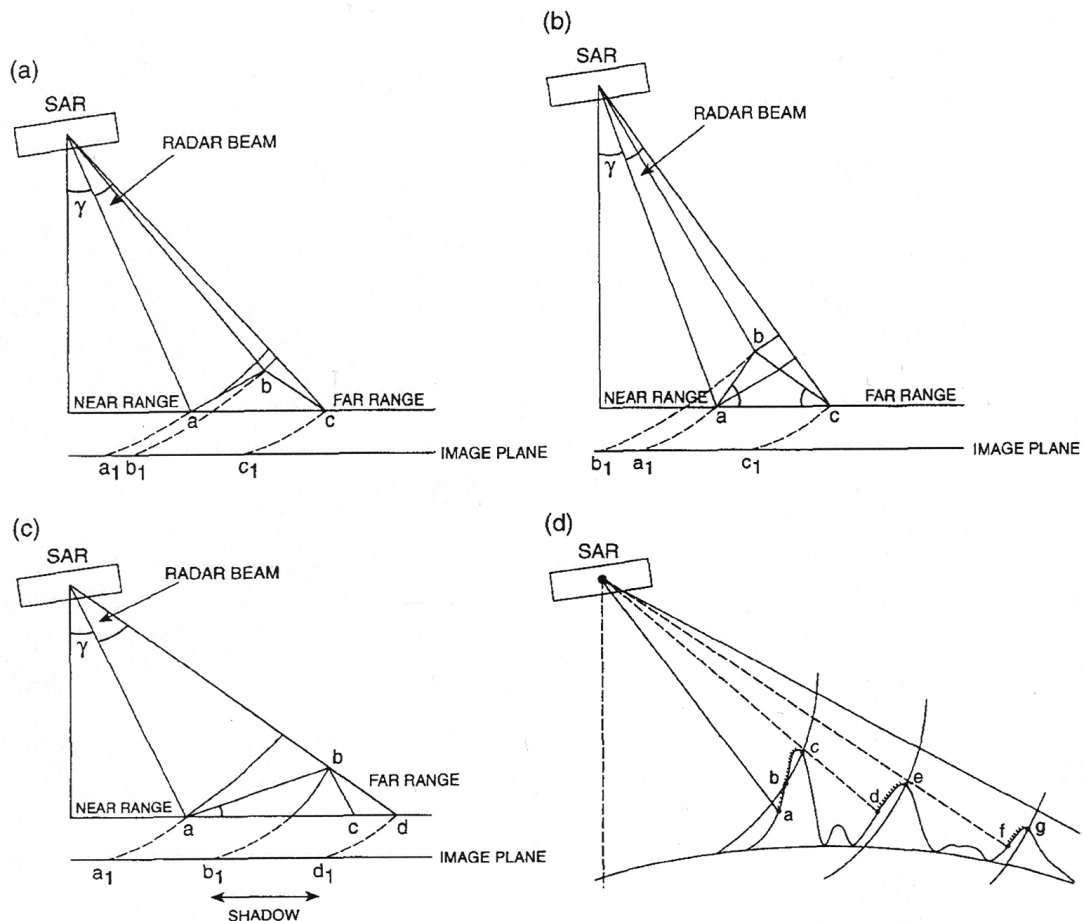 (a)
SAR
RADAR BEAM
γ
b
NEAR RANGE
a
c
FAR RANGE
IMAGE PLANE
a1 b1 c1
(b)
SAR
RADAR BEAM
γ
b
NEAR RANGE
a
c
FAR RANGE
IMAGE PLANE
b1 a1 c1
(c)
SAR
RADAR BEAM
γ
b
FAR RANGE
NEAR RANGE
a
c
d
IMAGE PLANE
a1 b1 d1
SHADOW
(d)
SAR
c
b
a
e
d
f
g